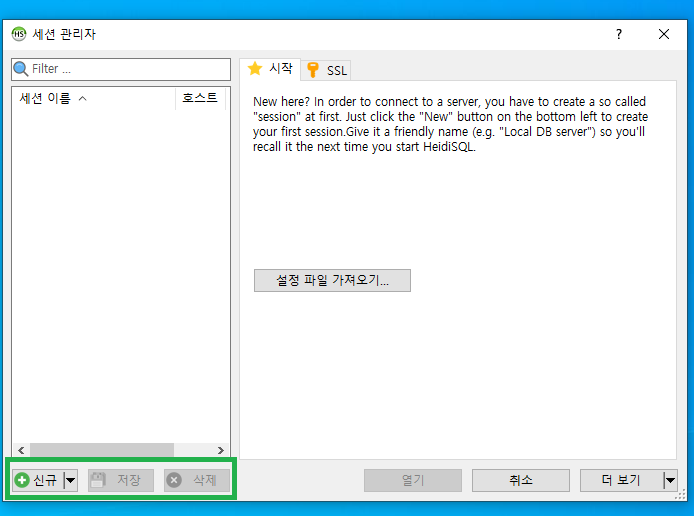 HS 세션 관리자 ?
Filter ...
세션 이름 호스트
시작 SSL
New here? In order to connect to a server, you have to create a so called
"session" at first. Just click the "New" button on the bottom left to create
your first session.Give it a friendly name (e.g. "Local DB server") so you'll
recall it the next time you start HeidiSQL.
설정 파일 가져오기...
신규 저장 삭제 열기 취소 더 보기